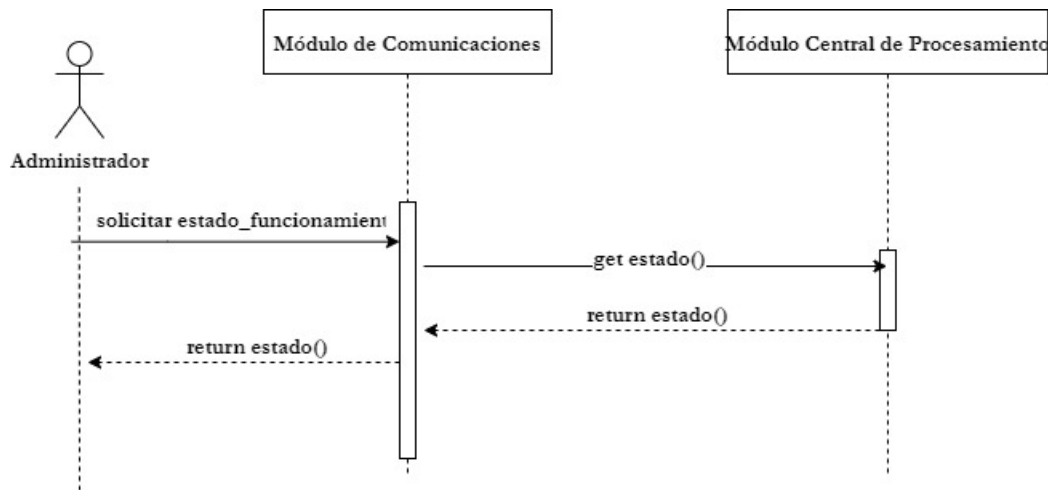 Módulo de Comunicaciones
Módulo Central de Procesamiento
Administrador
solicitar estado_funcionamient
get estado()
return estado()
return estado()